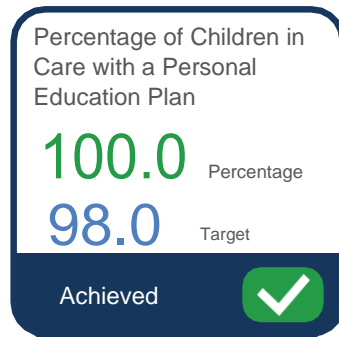 Percentage of Children in
Care with a Personal
Education Plan
100.0 Percentage
98.0 Target
Achieved